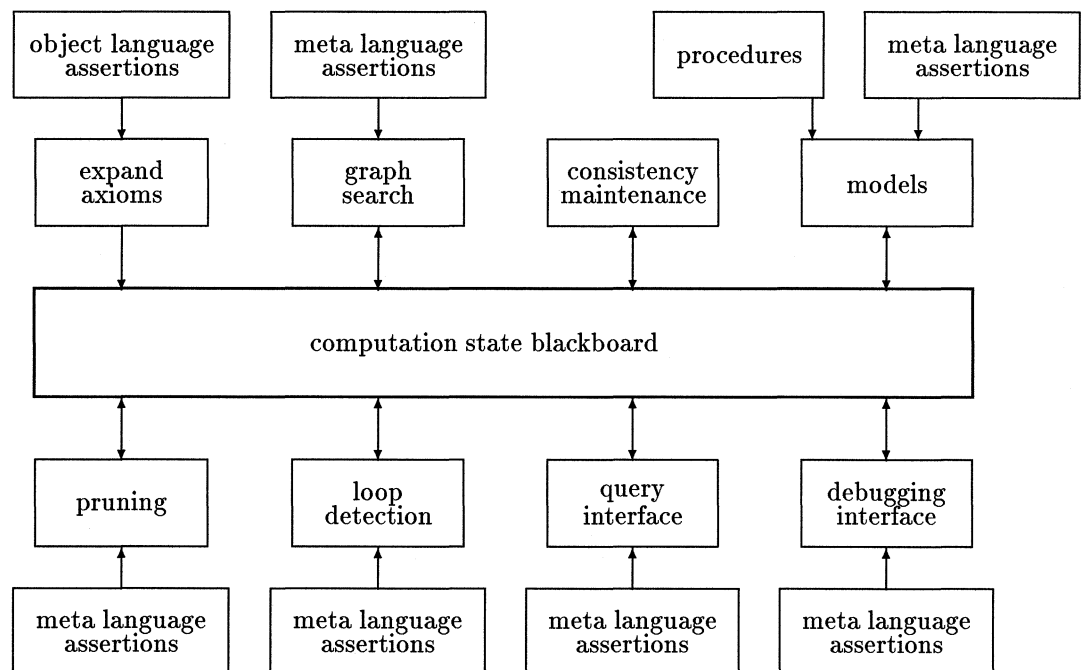 object language
assertions
meta language
assertions
procedures
meta language
assertions
expand
axioms
graph
search
consistency
maintenance
models
computation state blackboard
pruning
loop
detection
query
interface
debugging
interface
meta language
assertions
meta language
assertions
meta language
assertions
meta language
assertions